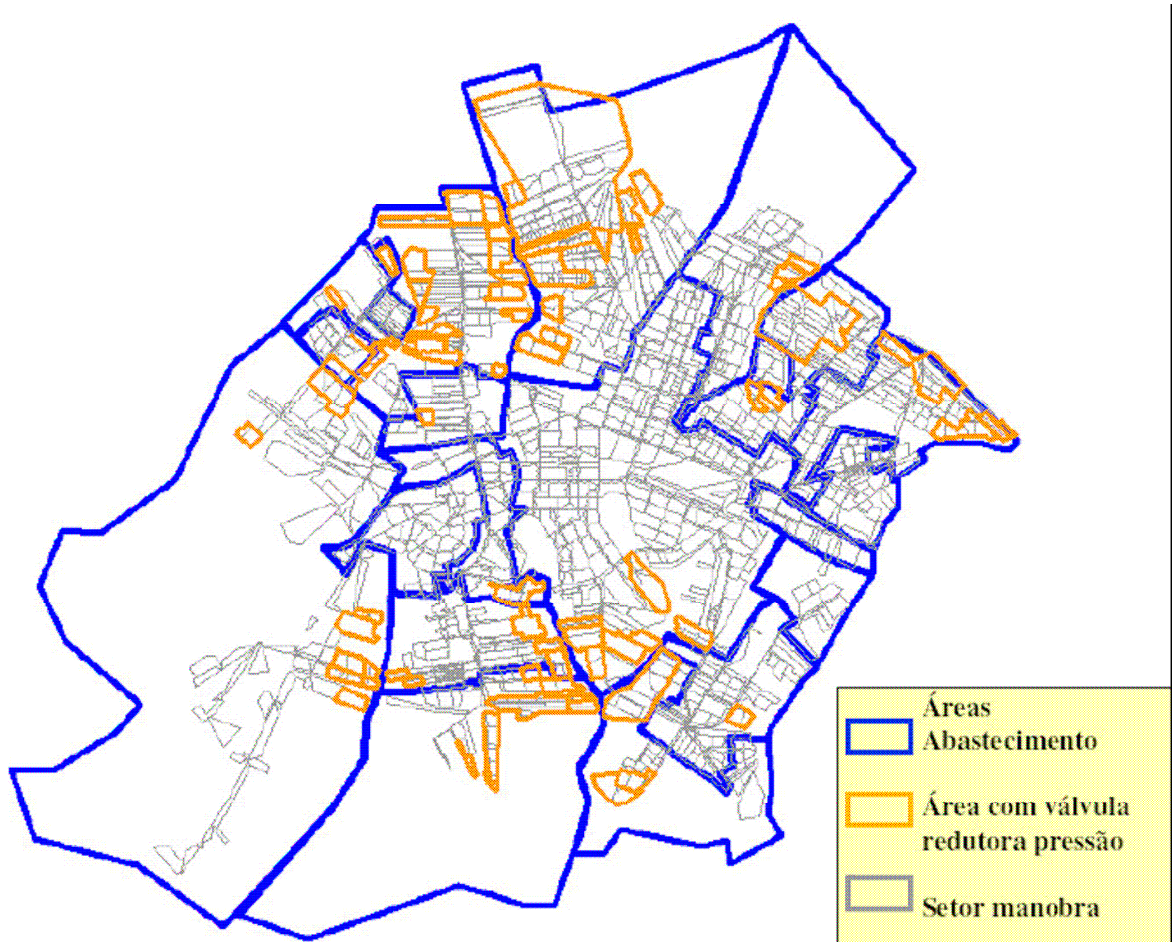 Áreas
Abastecimento
Área com válvula
redutora pressão
Setor manobra